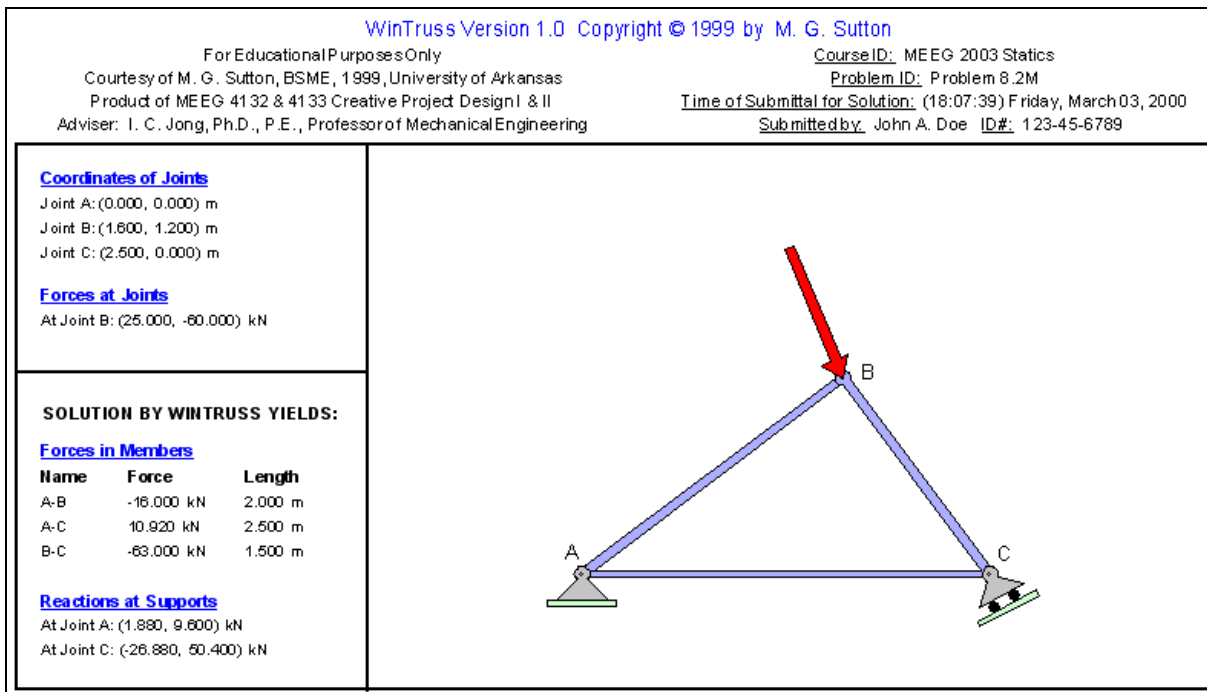 WinTruss Version 1.0 Copyright © 1999 by M. G. Sutton
For Educational Purposes Only
Courtesy of M. G. Sutton, BSME, 1999, University of Arkansas
Product of MEEG 4132 & 4133 Creative Project Design I & II
Adviser: I. C. Jong, Ph.D., P.E., Professor of Mechanical Engineering
Course ID: MEEG 2003 Statics
Problem ID: Problem 8.2M
Time of Submittal for Solution: (18:07:39) Friday, March 03, 2000
Submitted by: John A. Doe ID#: 123-45-6789
Coordinates of Joints
Joint A: (0.000, 0.000) m
Joint B: (1.600, 1.200) m
Joint C: (2.500, 0.000) m
Forces at Joints
At Joint B: (25.000, -60.000) kN
SOLUTION BY WINTRUSS YIELDS:
Forces in Members
Name Force Length
A-B -16.000 kN 2.000 m
A-C 10.920 kN 2.500 m
B-C -63.000 kN 1.500 m
Reactions at Supports
At Joint A: (1.880, 9.600) kN
At Joint C: (-26.880, 50.400) kN
B
A
C